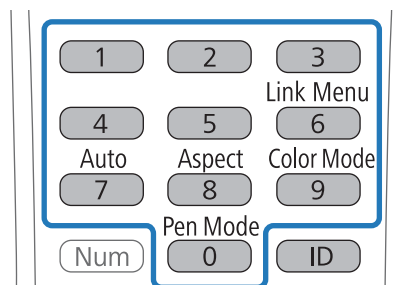 1 2 3
Link Menu
4 5 6
Auto Aspect Color Mode
7 8 9
Pen Mode
Num 0 ID